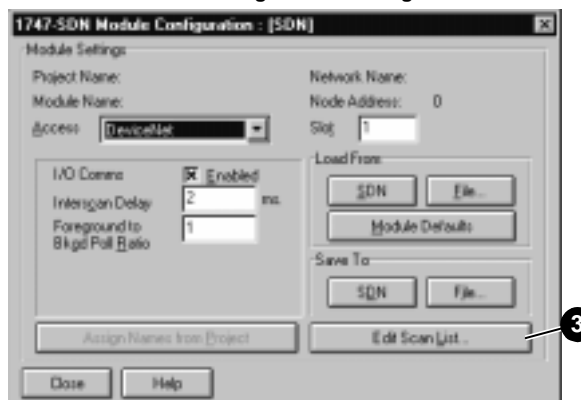 1747-SDN Module Configuration : [SDN]
Module Settings
Project Name:
Network Name:
Module Name:
Node Address: 0
Access DeviceNet
Slot 1
I/O Comms Enabled
Interscan Delay 2 ms.
Foreground to
Bkgd Poll Ratio 1
Load From
SDN File...
Module Defaults
Save To
SDN File...
Assign Names from Project
Edit Scan List...
3
Close Help